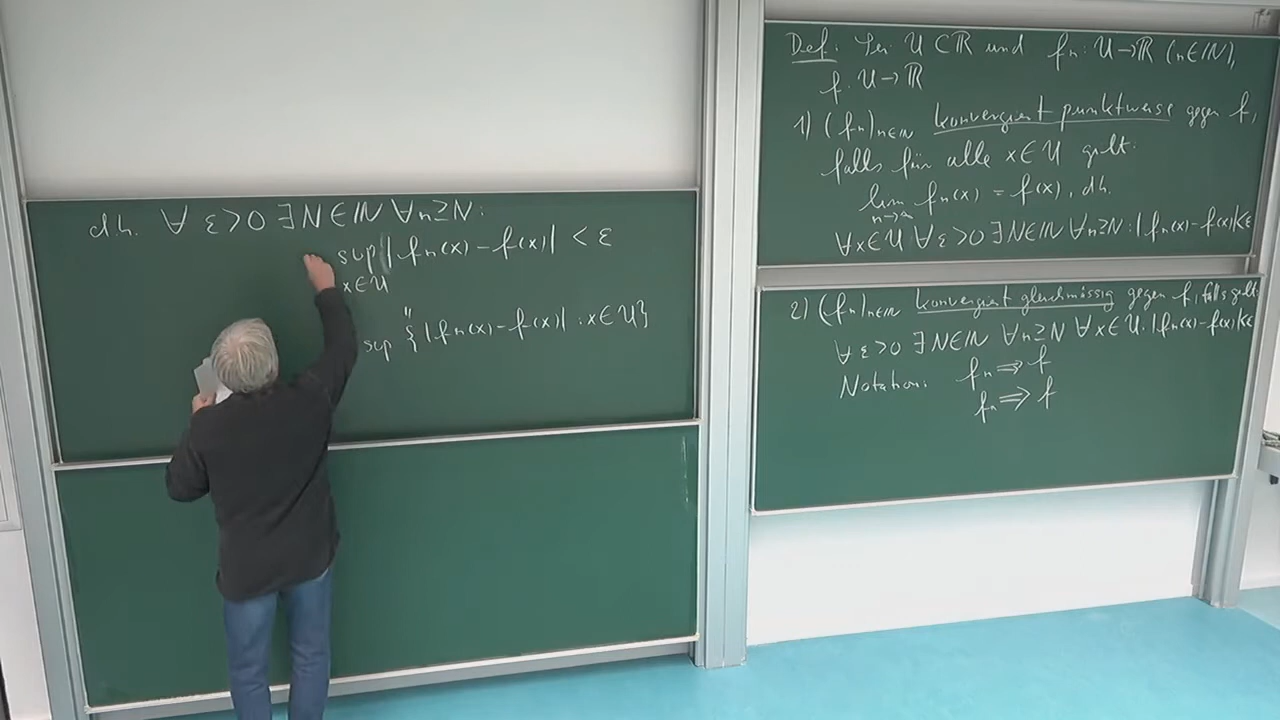 Def: Sei U ⊂ ℝ und fₙ: U → ℝ (n ∈ ℕ),
f: U → ℝ
1) (fₙ)ₙ∈ℕ konvergiert punktweise gegen f,
falls für alle x ∈ U gilt:
lim fₙ(x) = f(x), d.h.
n→∞
∀x∈U ∀ε>0 ∃N∈ℕ ∀n≥N: |fₙ(x)-f(x)|<ε
2) (fₙ)ₙ∈ℕ konvergiert gleichmässig gegen f, falls gilt:
∀ε>0 ∃N∈ℕ ∀n≥N ∀x∈U: |fₙ(x)-f(x)|<ε
Notation: fₙ ⇉ f
fₙ ⇒ f
d.h. ∀ ε>0 ∃N∈ℕ ∀n≥N:
sup |fₙ(x)-f(x)| < ε
x∈U
"
sup {|fₙ(x)-f(x)| : x∈U}